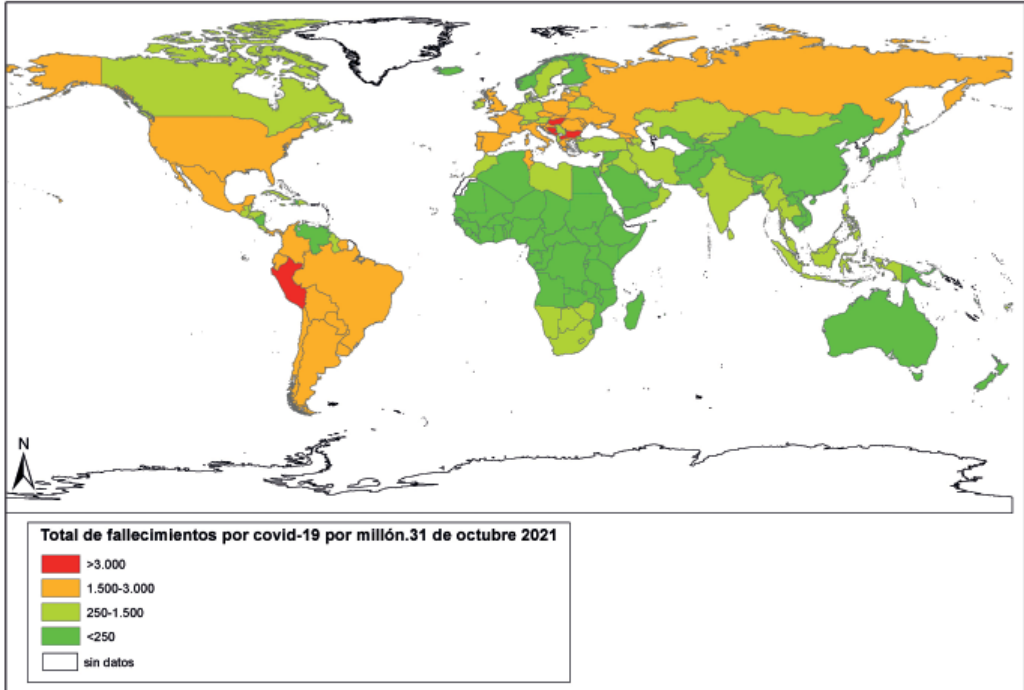 N
Total de fallecimientos por covid-19 por millón.31 de octubre 2021
>3.000
1.500-3.000
250-1.500
<250
sin datos